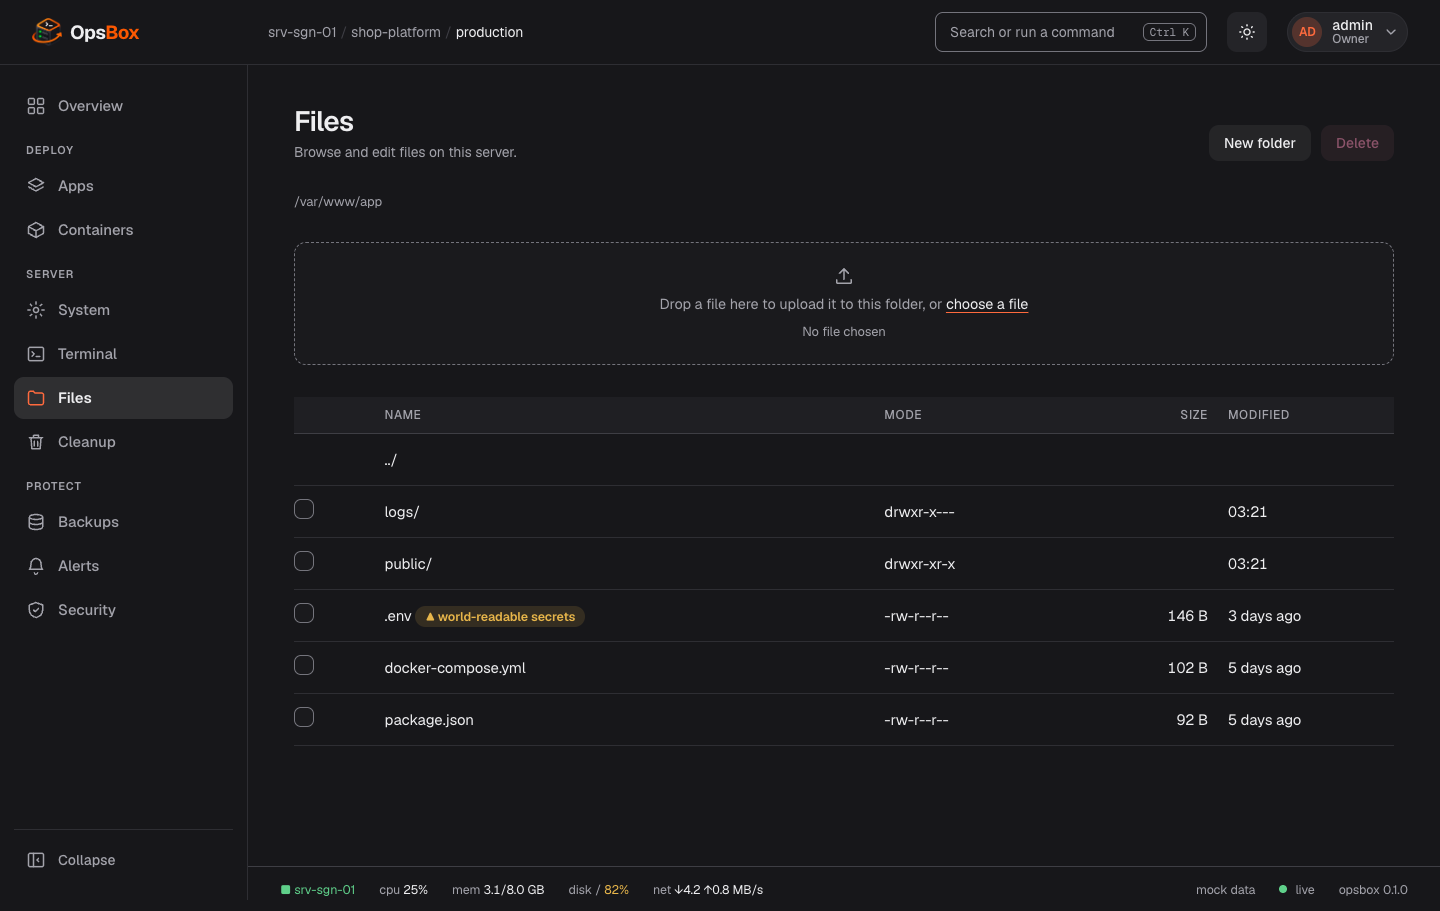 OpsBox
srv-sgn-01 / shop-platform / production
Search or run a command Ctrl K
AD admin
Owner
Overview
DEPLOY
Apps
Containers
SERVER
System
Terminal
Files
Cleanup
PROTECT
Backups
Alerts
Security
Collapse
Files
Browse and edit files on this server.
New folder Delete
/var/www/app
Drop a file here to upload it to this folder, or choose a file
No file chosen
NAME MODE SIZE MODIFIED
../
logs/ drwxr-x--- 03:21
public/ drwxr-xr-x 03:21
.env world-readable secrets -rw-r--r-- 146 B 3 days ago
docker-compose.yml -rw-r--r-- 102 B 5 days ago
package.json -rw-r--r-- 92 B 5 days ago
srv-sgn-01 cpu 25% mem 3.1/8.0 GB disk / 82% net ↓4.2 ↑0.8 MB/s mock data live opsbox 0.1.0